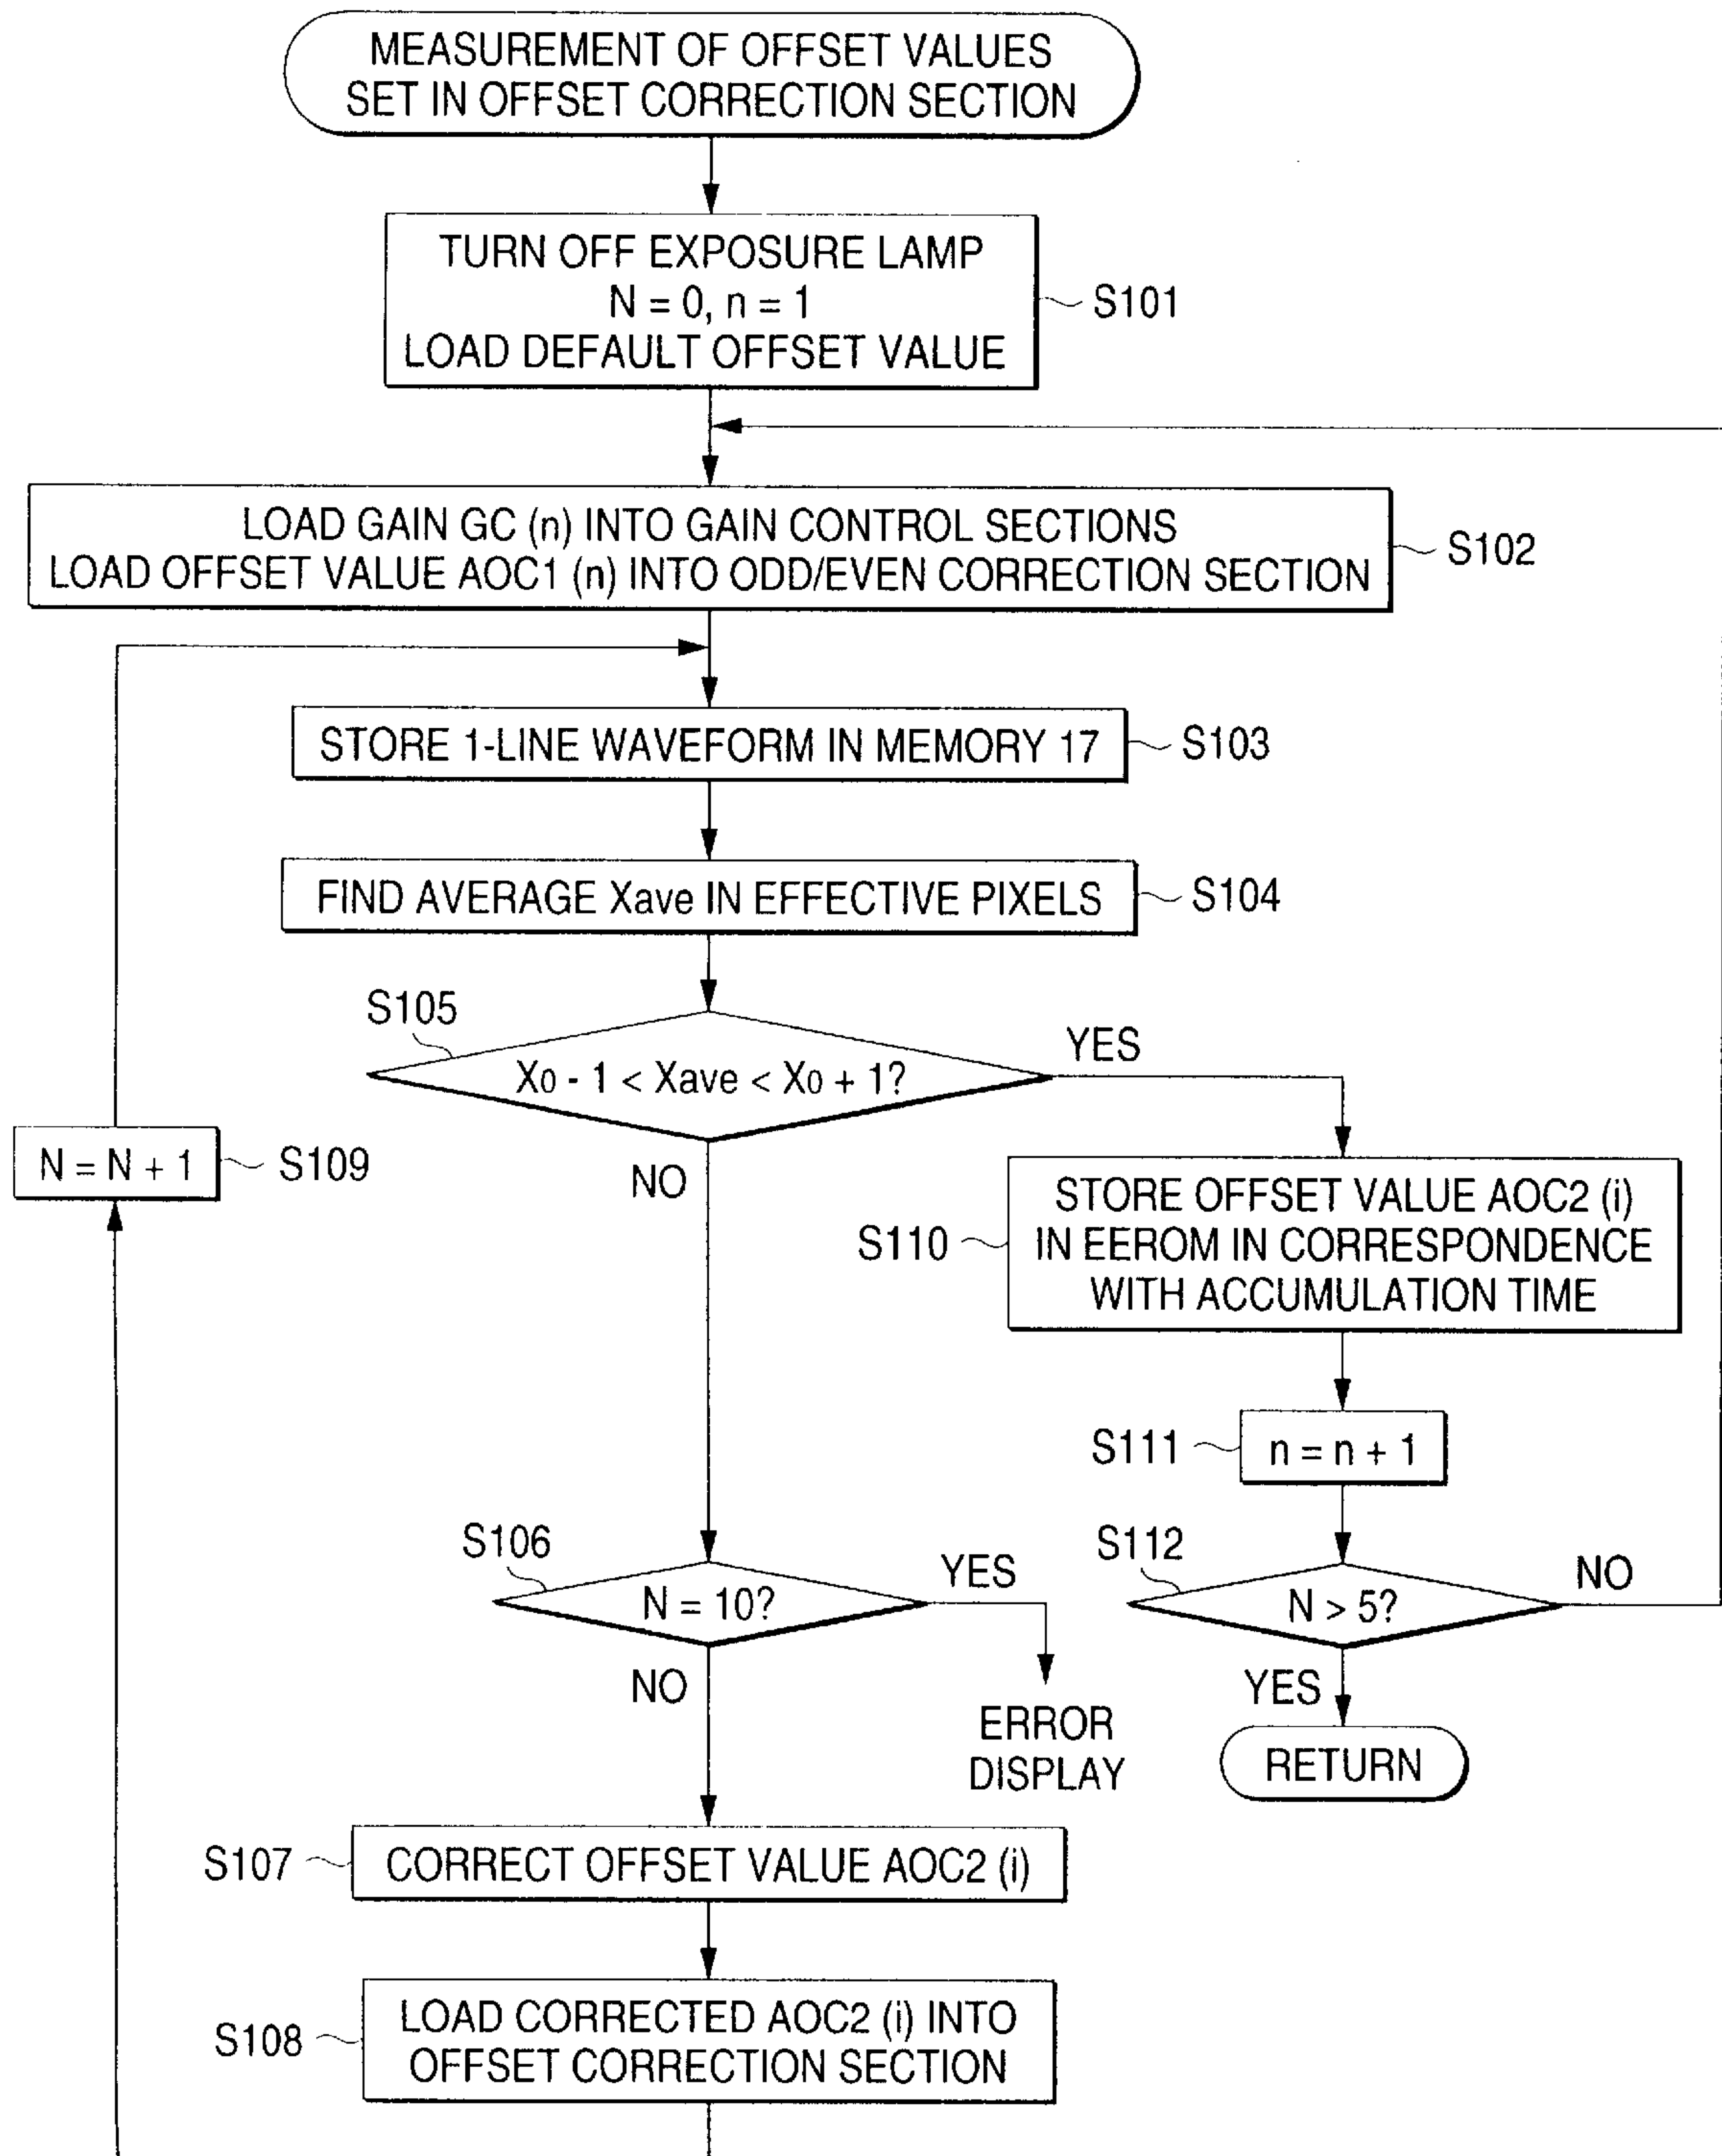 MEASUREMENT OF OFFSET VALUES
SET IN OFFSET CORRECTION SECTION
TURN OFF EXPOSURE LAMP
N = 0, n = 1
LOAD DEFAULT OFFSET VALUE
S101
LOAD GAIN GC (n) INTO GAIN CONTROL SECTIONS
LOAD OFFSET VALUE AOC1 (n) INTO ODD/EVEN CORRECTION SECTION
S102
STORE 1-LINE WAVEFORM IN MEMORY 17
S103
FIND AVERAGE Xave IN EFFECTIVE PIXELS
S104
S105
X0 - 1 < Xave < X0 + 1?
YES
NO
N = N + 1
S109
STORE OFFSET VALUE AOC2 (i)
IN EEROM IN CORRESPONDENCE
WITH ACCUMULATION TIME
S110
S111
n = n + 1
S106
N = 10?
YES
NO
ERROR
DISPLAY
S112
N > 5?
NO
YES
RETURN
S107
CORRECT OFFSET VALUE AOC2 (i)
S108
LOAD CORRECTED AOC2 (i) INTO
OFFSET CORRECTION SECTION